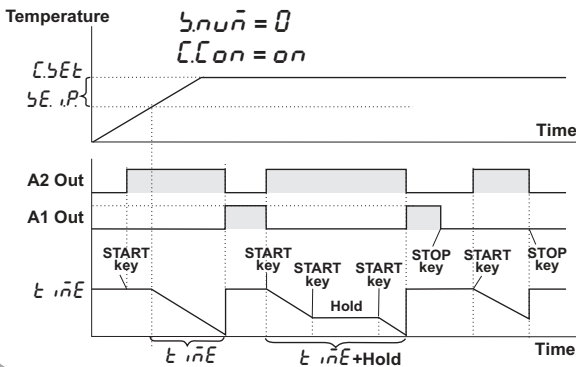 Temperature
S.num = 0
C.Con = on
C.SEt
SE. iP.
Time
A2 Out
A1 Out
START key
START key
START key
START key
STOP key
START key
STOP key
t imE
Hold
Time
t imE
t imE+Hold